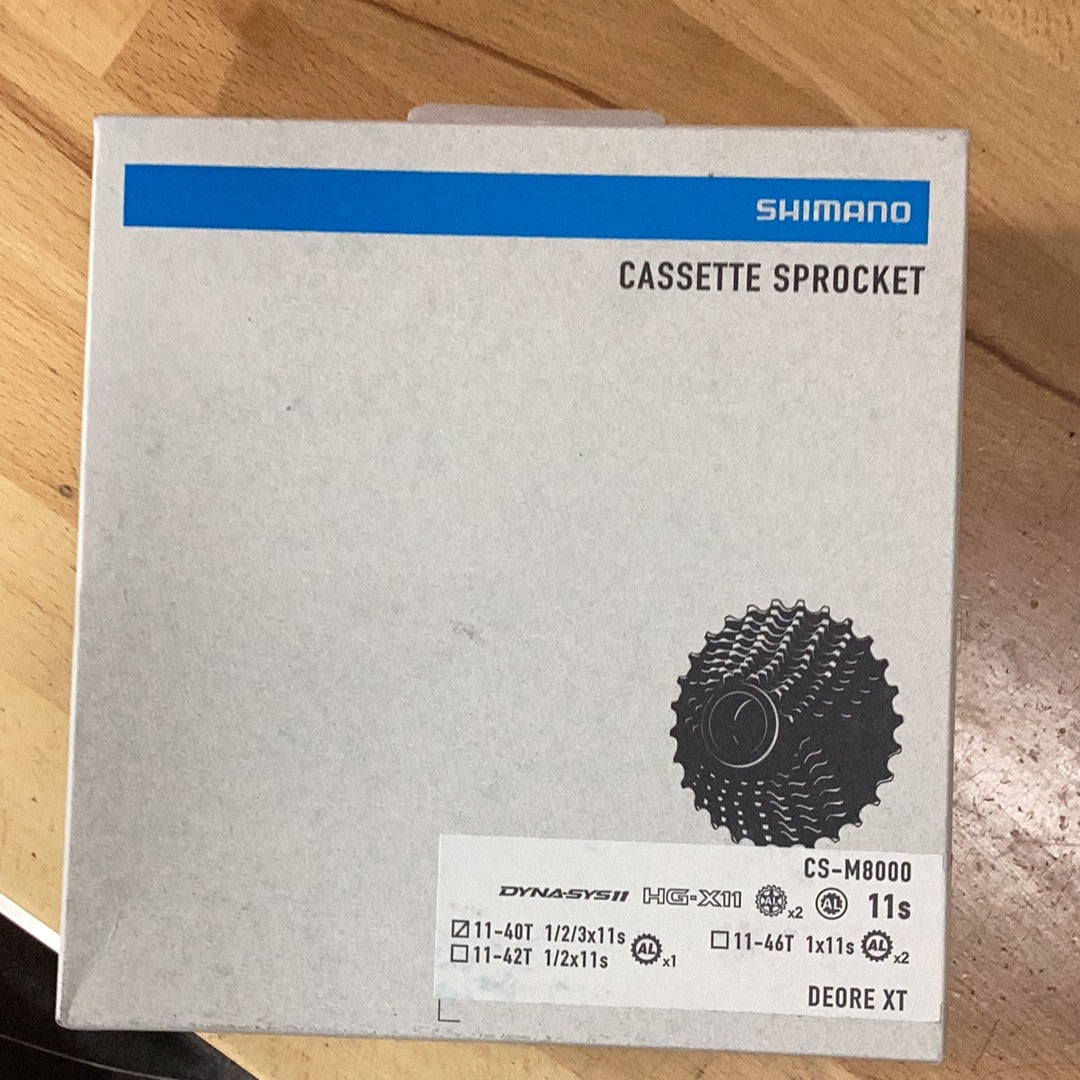 SHIMANO
CASSETTE SPROCKET
CS-M8000
DYNA-SYS11 HG-X11 CAL x2 AL 11s
☑11-40T 1/2/3x11s AL x1
☐11-42T 1/2x11s
☐11-46T 1x11s AL x2
DEORE XT